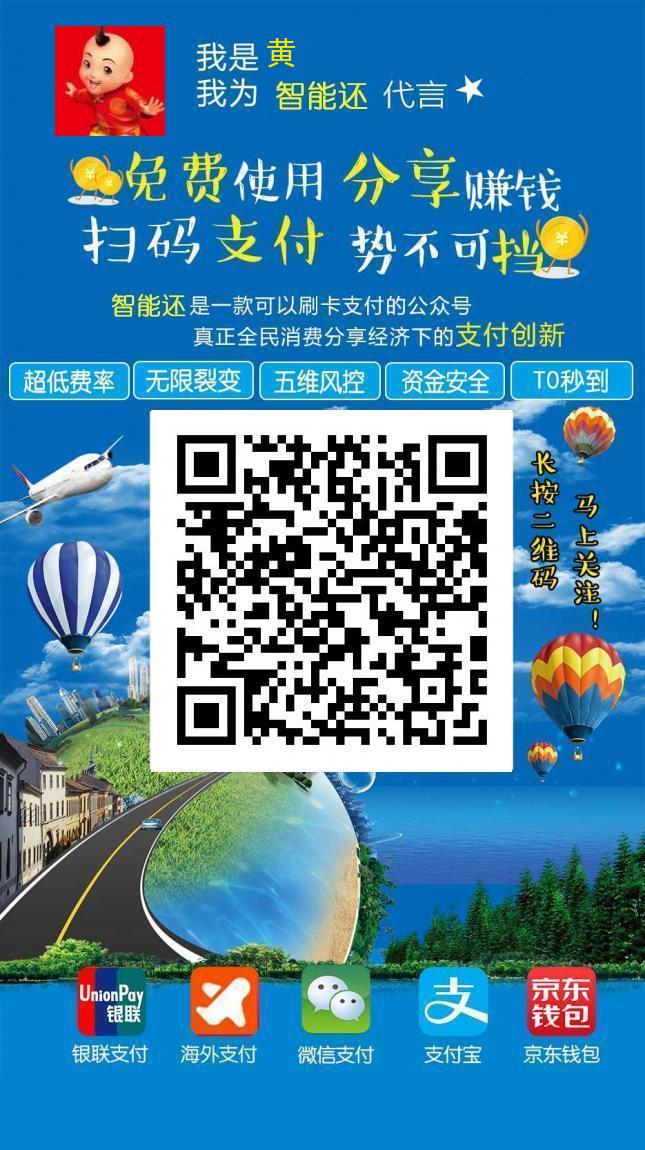 我是 黄
我为 智能还 代言
免费使用 分享赚钱
扫码支付 势不可挡
智能还是一款可以刷卡支付的公众号
真正全民消费分享经济下的支付创新
超低费率 无限裂变 五维风控 资金安全 T0秒到
长按二维码
马上关注！
UnionPay
银联
支
京东
钱包
银联支付 海外支付 微信支付 支付宝 京东钱包